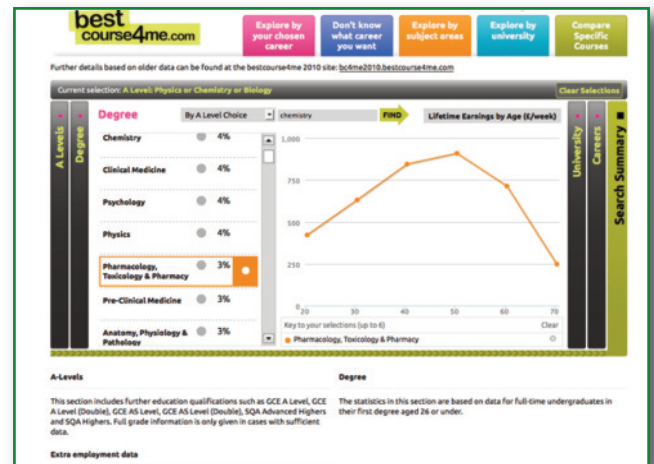 best
course4me.com
Explore by
your chosen
career
Don't know
what career
you want
Explore by
subject areas
Explore by
university
Compare
Specific
Courses
Further details based on older data can be found at the bestcourse4me 2010 site: bc4me2010.bestcourse4me.com
Current selection: A Level: Physics or Chemistry or Biology
Clear Selections
A Levels
Degree
Degree
By A Level Choice
chemistry
FIND
Lifetime Earnings by Age (£/week)
Chemistry 4%
Clinical Medicine 4%
Psychology 4%
Physics 4%
Pharmacology, 3%
Toxicology & Pharmacy
Pre-Clinical Medicine 3%
Anatomy, Physiology & 3%
Pathology
1,000
750
500
250
0
20 30 40 50 60 70
Key to your selections (up to 6)
Clear
Pharmacology, Toxicology & Pharmacy
University
Careers
Search Summary
A-Levels
This section includes further education qualifications such as GCE A Level, GCE
A Level (Double), GCE AS Level, GCE AS Level (Double), SQA Advanced Highers
and SQA Highers. Full grade information is only given in cases with sufficient
data.
Degree
The statistics in this section are based on data for full-time undergraduates in
their first degree aged 26 or under.
Extra employment data